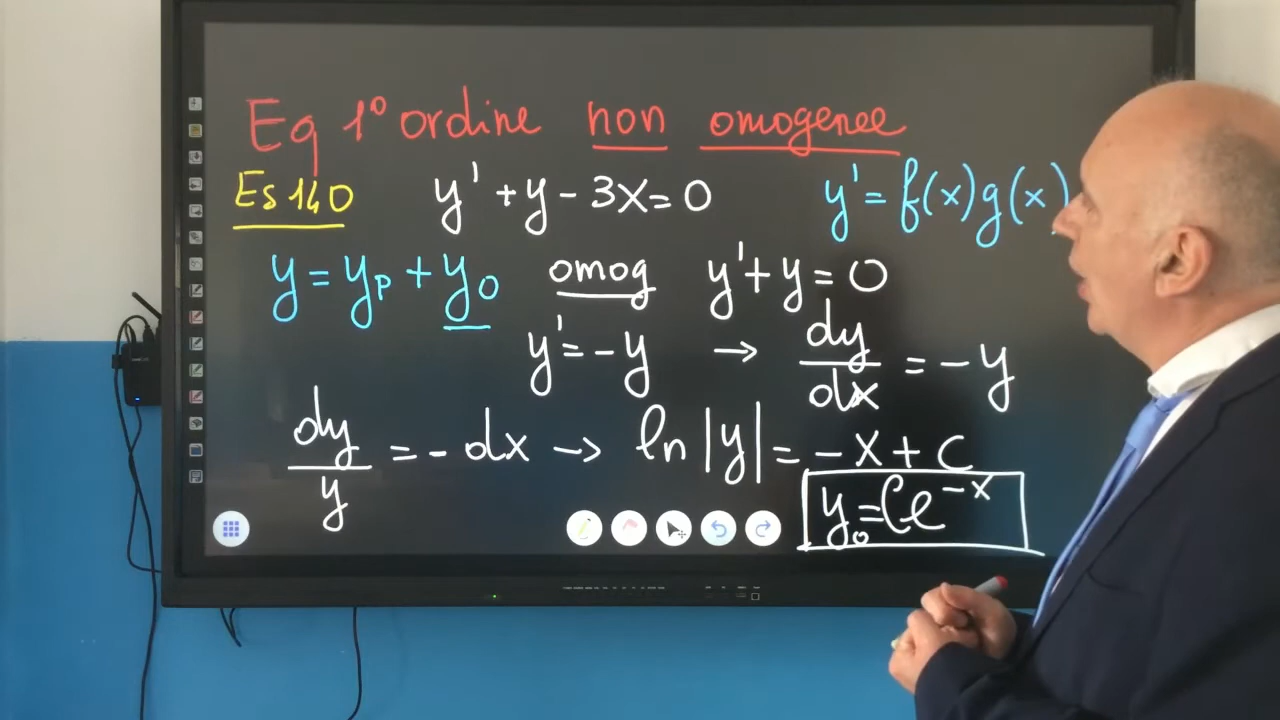 Eq 1° ordine non omogenee
Es 140 y' + y - 3x = 0 y' = f(x)g(x)
y = yₚ + y₀ omog y' + y = 0
y' = -y → dy/dx = -y
dy/y = -dx → ln|y| = -x + c
y₀ = Ce⁻ˣ